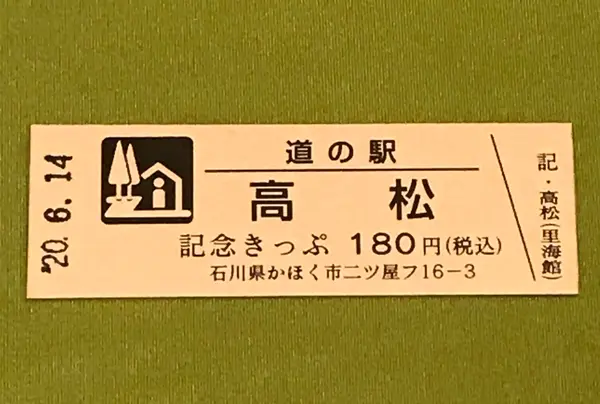 20.6.14
道の駅
高松
記念きっぷ 180円(税込)
石川県かほく市二ツ屋フ16-3
記・高松(里海館)